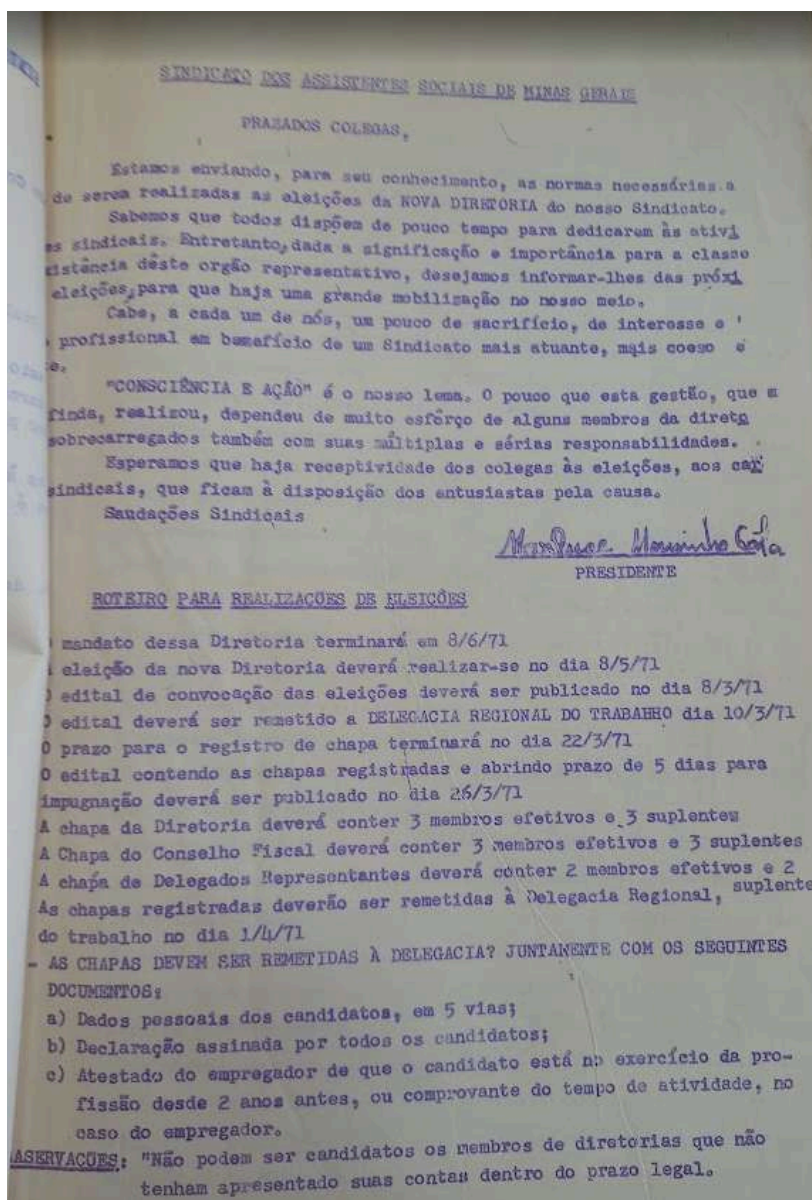 SINDICATO DOS ASSISTENTES SOCIAIS DE MINAS GERAIS
PRAZADOS COLEGAS,
Estamos enviando, para seu conhecimento, as normas necessárias a
de serem realizadas as eleições da NOVA DIRETORIA do nosso Sindicato.
Sabemos que todos dispõem de pouco tempo para dedicarem às ativi
es sindicais. Entretanto, dada a significação e importância para a classe
istência dêste orgão representativo, desejamos informar-lhes das próxi
eleições, para que haja uma grande mobilização no nosso meio.
Cabe, a cada um de nós, um pouco de sacrifício, de interesse e '
profissional em benefício de um Sindicato mais atuante, mais coeso e
e.
"CONSCIÊNCIA E AÇÃO" é o nosso lema. O pouco que esta gestão, que m
finda, realizou, dependeu de muito esfôrço de alguns membros da direto
sobrecarregados também com suas múltiplas e sérias responsabilidades.
Esperamos que haja receptividade dos colegas às eleições, aos car
sindicais, que ficam à disposição dos entusiastas pela causa.
Saudações Sindicais
PRESIDENTE
ROTEIRO PARA REALIZAÇÕES DE ELEIÇÕES
O mandato dessa Diretoria terminará em 8/6/71
A eleição da nova Diretoria deverá realizar-se no dia 8/5/71
O edital de convocação das eleições deverá ser publicado no dia 8/3/71
O edital deverá ser remetido a DELEGACIA REGIONAL DO TRABAHHO dia 10/3/71
O prazo para o registro de chapa terminará no dia 22/3/71
O edital contendo as chapas registradas e abrindo prazo de 5 dias para
impugnação deverá ser publicado no dia 26/3/71
A chapa da Diretoria deverá conter 3 membros efetivos e 3 suplentes
A Chapa do Conselho Fiscal deverá conter 3 membros efetivos e 3 suplentes
A chapa de Delegados Representantes deverá conter 2 membros efetivos e 2
suplente
As chapas registradas deverão ser remetidas à Delegacia Regional,
do trabalho no dia 1/4/71
- AS CHAPAS DEVEM SER REMETIDAS À DELEGACIA? JUNTAMENTE COM OS SEGUINTES
DOCUMENTOS:
a) Dados pessoais dos candidatos, em 5 vias;
b) Declaração assinada por todos os candidatos;
c) Atestado do empregador de que o candidato está no exercício da pro-
fissão desde 2 anos antes, ou comprovante do tempo de atividade, no
caso do empregador.
ASERVAÇÕES: "Não podem ser candidatos os membros de diretorias que não
tenham apresentado suas contas dentro do prazo legal.